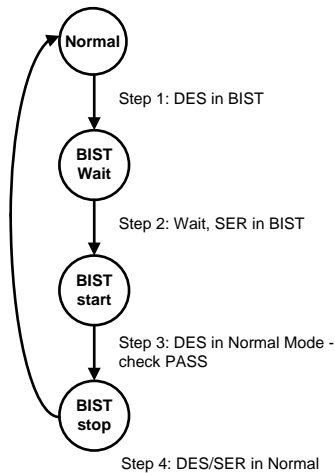 Normal
Step 1: DES in BIST
BIST
Wait
Step 2: Wait, SER in BIST
BIST
start
Step 3: DES in Normal Mode -
check PASS
BIST
stop
Step 4: DES/SER in Normal